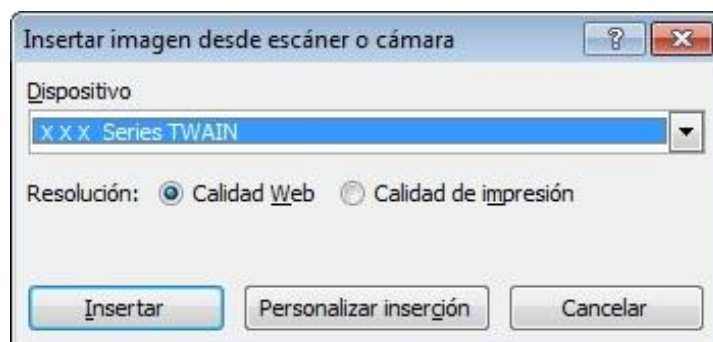 Insertar imagen desde escáner o cámara ?
Dispositivo
X X X Series TWAIN
Resolución: Calidad Web Calidad de impresión
Insertar Personalizar inserción Cancelar